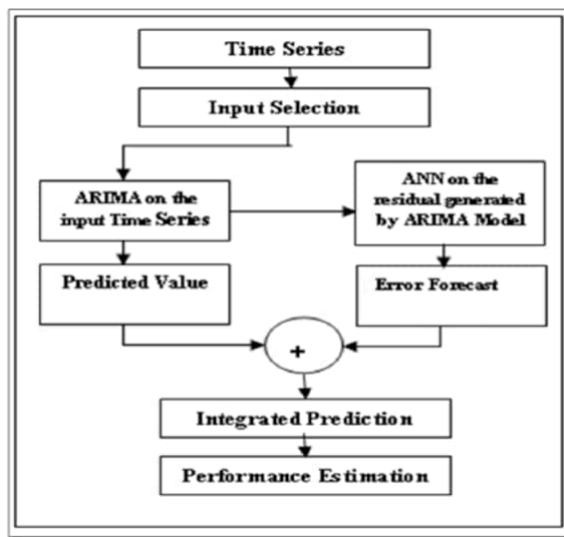 Time Series
Input Selection
ARIMA on the
input Time Series
ANN on the
residual generated
by ARIMA Model
Predicted Value
Error Forecast
+
Integrated Prediction
Performance Estimation